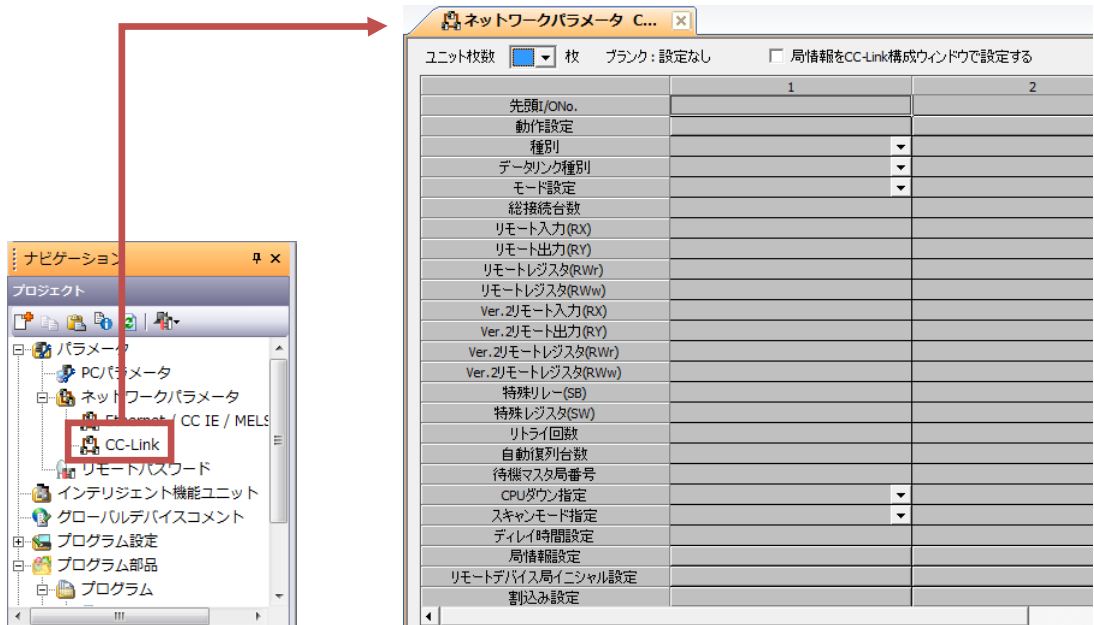 ネットワークパラメータ C...
ユニット枚数 枚 ブランク：設定なし 局情報をCC-Link構成ウィンドウで設定する
1 2
先頭I/ONo.
動作設定
種別
データリンク種別
モード設定
総接続台数
リモート入力(RX)
リモート出力(RY)
リモートレジスタ(RWr)
リモートレジスタ(RWw)
Ver.2リモート入力(RX)
Ver.2リモート出力(RY)
Ver.2リモートレジスタ(RWr)
Ver.2リモートレジスタ(RWw)
特殊リレー(SB)
特殊レジスタ(SW)
リトライ回数
自動復列台数
待機マスタ局番号
CPUダウン指定
スキャンモード指定
ディレイ時間設定
局情報設定
リモートデバイス局イニシャル設定
割込み設定
ナビゲーション
プロジェクト
パラメータ
PCパラメータ
ネットワークパラメータ
Ethernet / CC IE / MELS
CC-Link
リモートパスワード
インテリジェント機能ユニット
グローバルデバイスコメント
プログラム設定
プログラム部品
プログラム